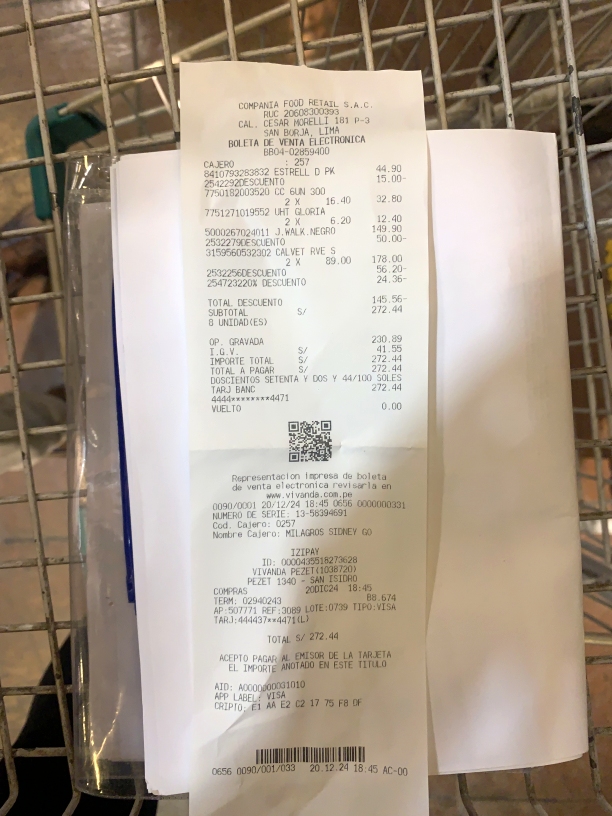 COMPANIA FOOD RETAIL S.A.C.
RUC 20608300393
CAL. CESAR MORELLI 181 P-3
SAN BORJA, LIMA
BOLETA DE VENTA ELECTRONICA
BB04-02859400
CAJERO : 257
8410793283832 ESTRELL D PK 44.90
2542292DESCUENTO 15.00-
7750182003520 CC 6UN 300
2 X 16.40 32.80
7751271019552 UHT GLORIA
2 X 6.20 12.40
5000267024011 J.WALK.NEGRO 149.90
2532279DESCUENTO 50.00-
3159560532302 CALVET RVE S
2 X 89.00 178.00
2532256DESCUENTO 56.20-
254723220% DESCUENTO 24.36-
TOTAL DESCUENTO 145.56-
SUBTOTAL S/ 272.44
8 UNIDAD(ES)
OP. GRAVADA 230.89
I.G.V. S/ 41.55
IMPORTE TOTAL S/ 272.44
TOTAL A PAGAR S/ 272.44
DOSCIENTOS SETENTA Y DOS Y 44/100 SOLES
TARJ BANC 272.44
4444********4471
VUELTO 0.00
Representacion impresa de boleta
de venta electronica revisarla en
www.vivanda.com.pe
0090/0001 20/12/24 18:45 0656 0000000331
NUMERO DE SERIE: 13-58394691
Cod. Cajero: 0257
Nombre Cajero: MILAGROS SIDNEY GO
IZIPAY
ID: 0000435518273628
VIVANDA PEZET(1038720)
PEZET 1340 - SAN ISIDRO
COMPRAS 20DIC24 18:45
TERM: 02940243 B8.674
AP:507771 REF:3089 LOTE:0739 TIPO:VISA
TARJ:444437**4471(L)
TOTAL S/ 272.44
ACEPTO PAGAR AL EMISOR DE LA TARJETA
EL IMPORTE ANOTADO EN ESTE TITULO
AID: A0000000031010
APP LABEL: VISA
CRIPTO: E1 AA E2 C2 17 75 F8 DF
0656 0090/001/033 20.12.24 18:45 AC-00